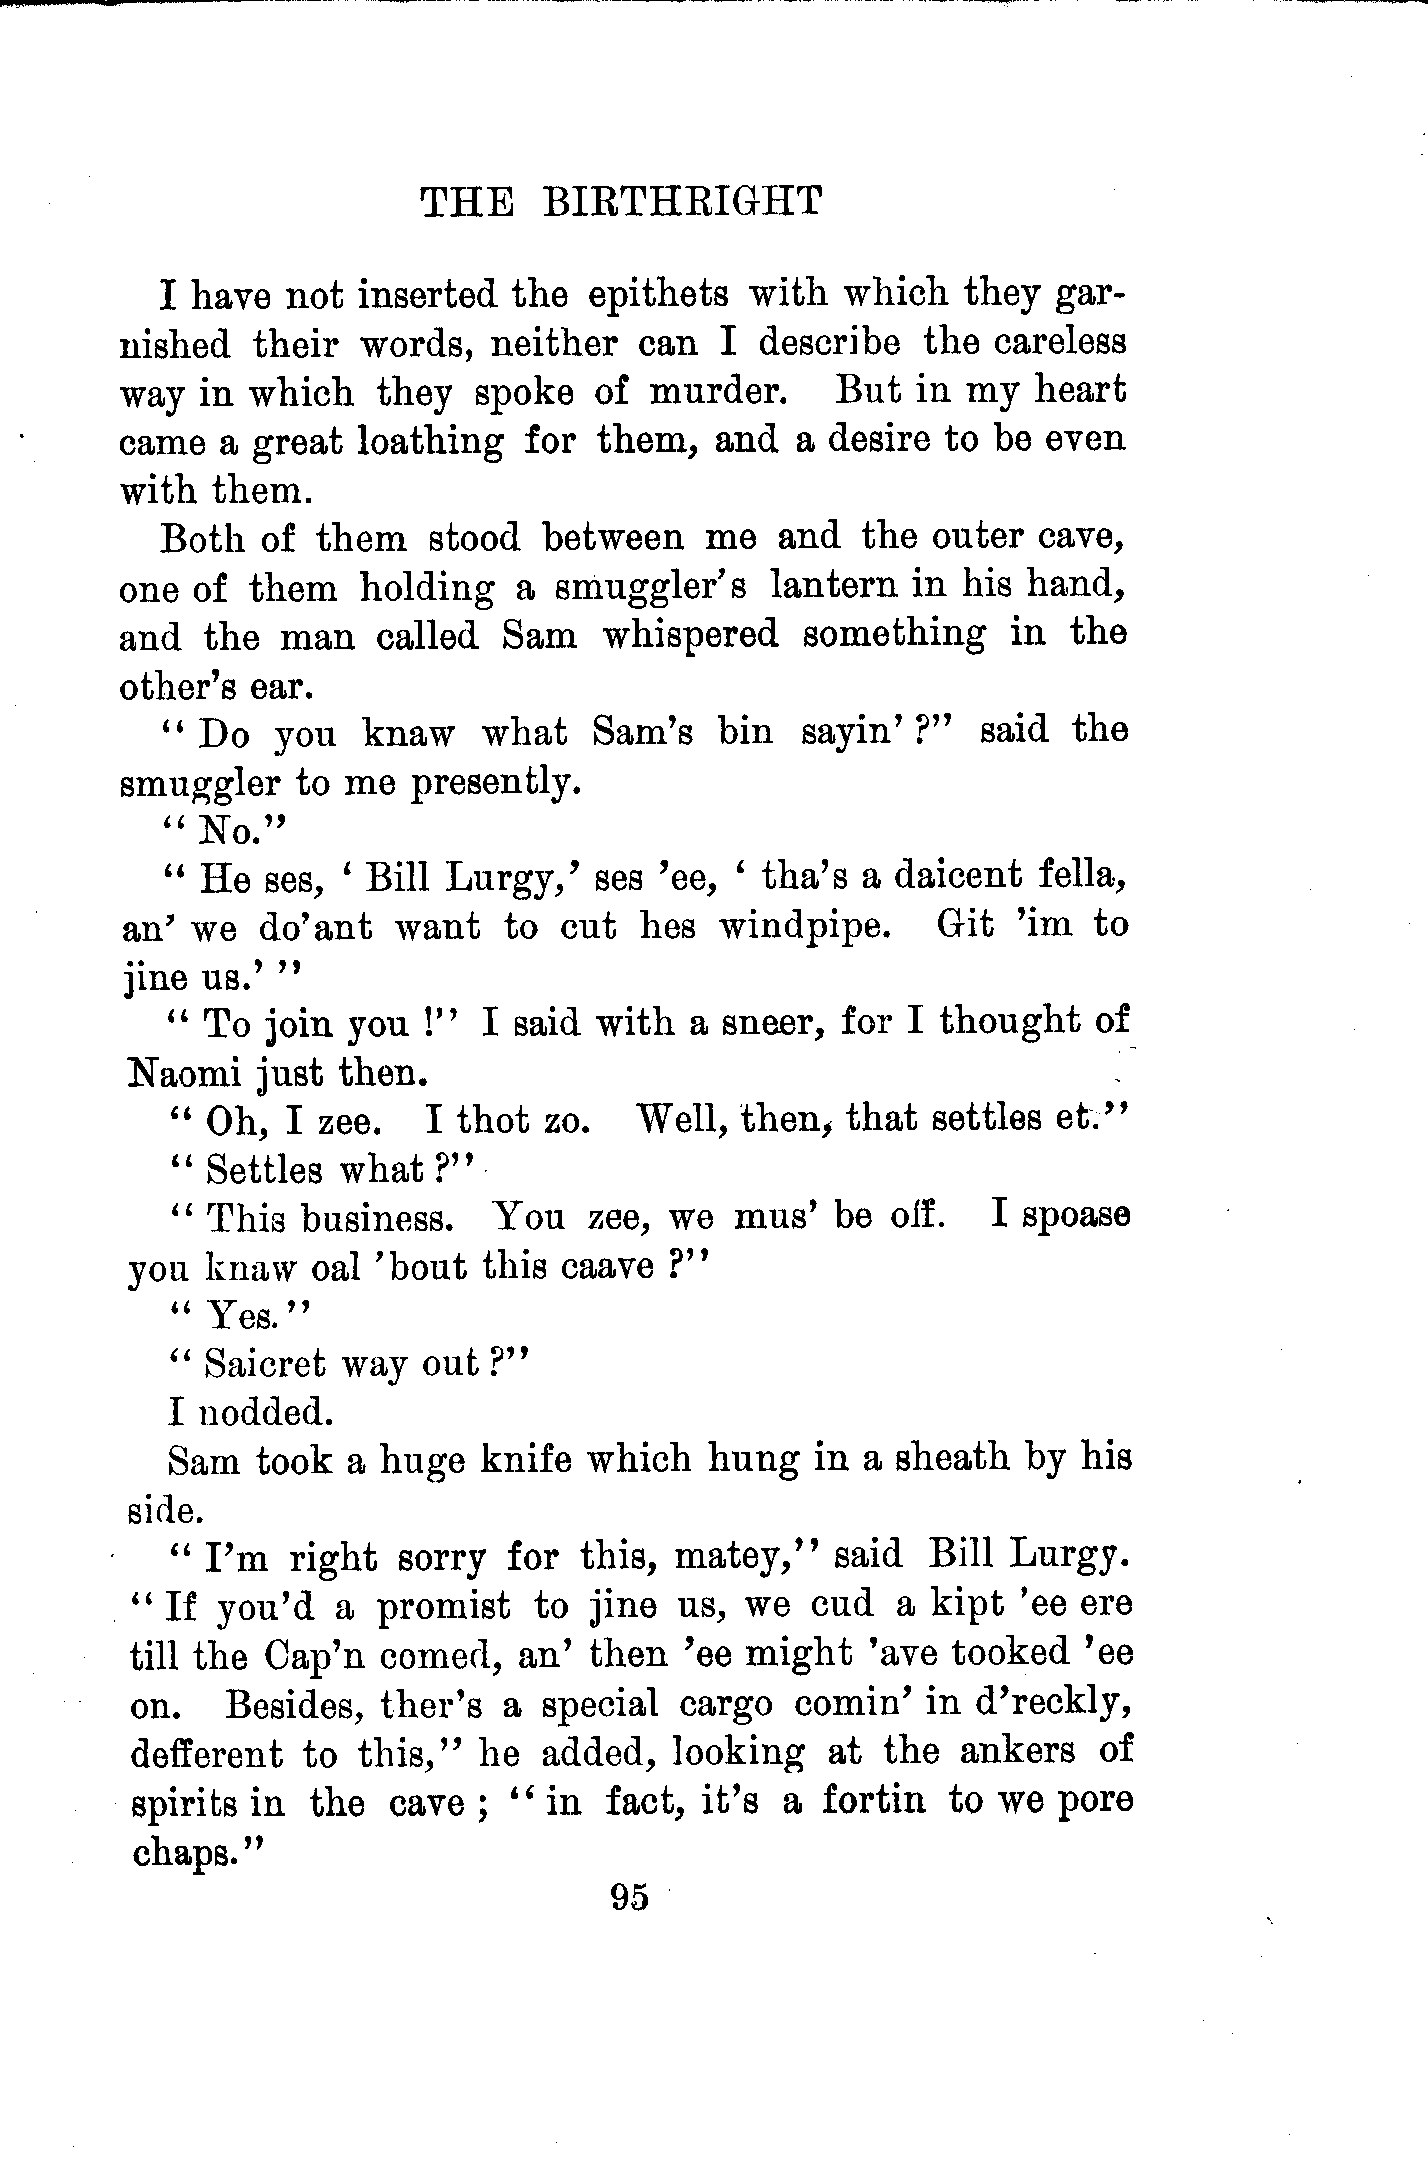 THE BIRTHRIGHT
I have not inserted the epithets with which they gar-
nished their words, neither can I describe the careless
way in which they spoke of murder. But in my heart
came a great loathing for them, and a desire to be even
with them.
Both of them stood between me and the outer cave,
one of them holding a smuggler's lantern in his hand,
and the man called Sam whispered something in the
other's ear.
" Do you knaw what Sam's bin sayin' ?" said the
smuggler to me presently.
" No."
" He ses, ' Bill Lurgy,' ses 'ee, ' tha's a daicent fella,
an' we do'ant want to cut hes windpipe. Git 'im to
jine us.' "
" To join you !" I said with a sneer, for I thought of
Naomi just then.
" Oh, I zee. I thot zo. Well, then, that settles et."
" Settles what ?"
" This business. You zee, we mus' be off. I spoase
you knaw oal 'bout this caave ?"
" Yes."
" Saicret way out ?"
I nodded.
Sam took a huge knife which hung in a sheath by his
side.
" I'm right sorry for this, matey," said Bill Lurgy.
" If you'd a promist to jine us, we cud a kipt 'ee ere
till the Cap'n comed, an' then 'ee might 'ave tooked 'ee
on. Besides, ther's a special cargo comin' in d'reckly,
defferent to this," he added, looking at the ankers of
spirits in the cave ; " in fact, it's a fortin to we pore
chaps."
95